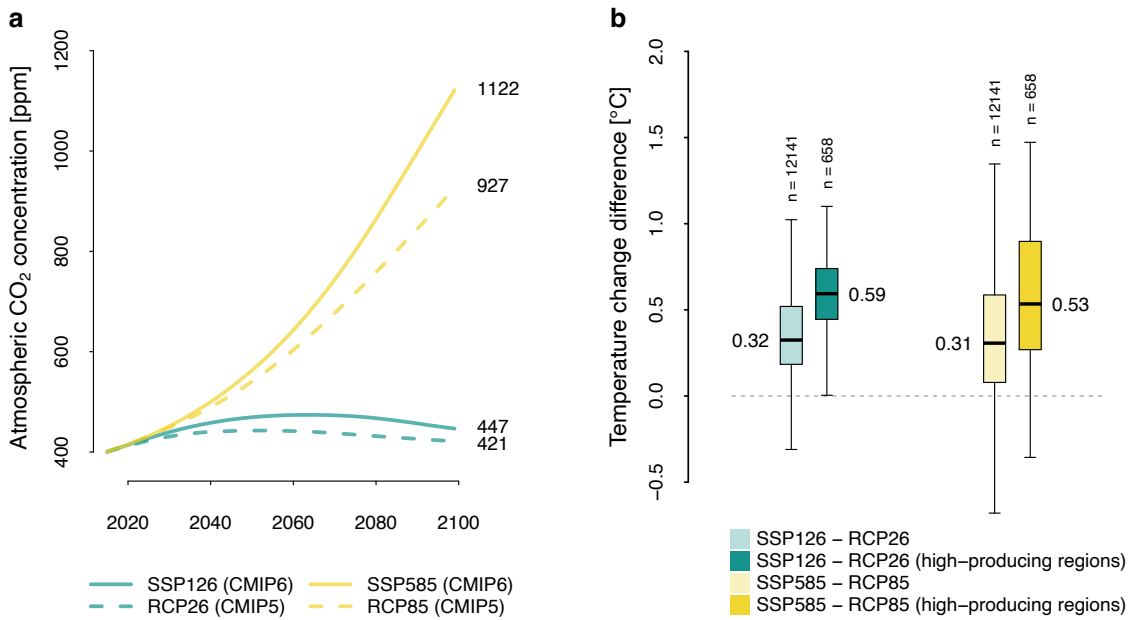 a
Atmospheric CO₂ concentration [ppm]
1200
1000
800
600
400
1122
927
447
421
2020
2040
2060
2080
2100
SSP126 (CMIP6)
SSP585 (CMIP6)
RCP26 (CMIP5)
RCP85 (CMIP5)
b
Temperature change difference [°C]
2.0
1.5
1.0
0.5
0.0
−0.5
n = 12141
n = 658
n = 12141
n = 658
0.32
0.59
0.31
0.53
SSP126 − RCP26
SSP126 − RCP26 (high−producing regions)
SSP585 − RCP85
SSP585 − RCP85 (high−producing regions)